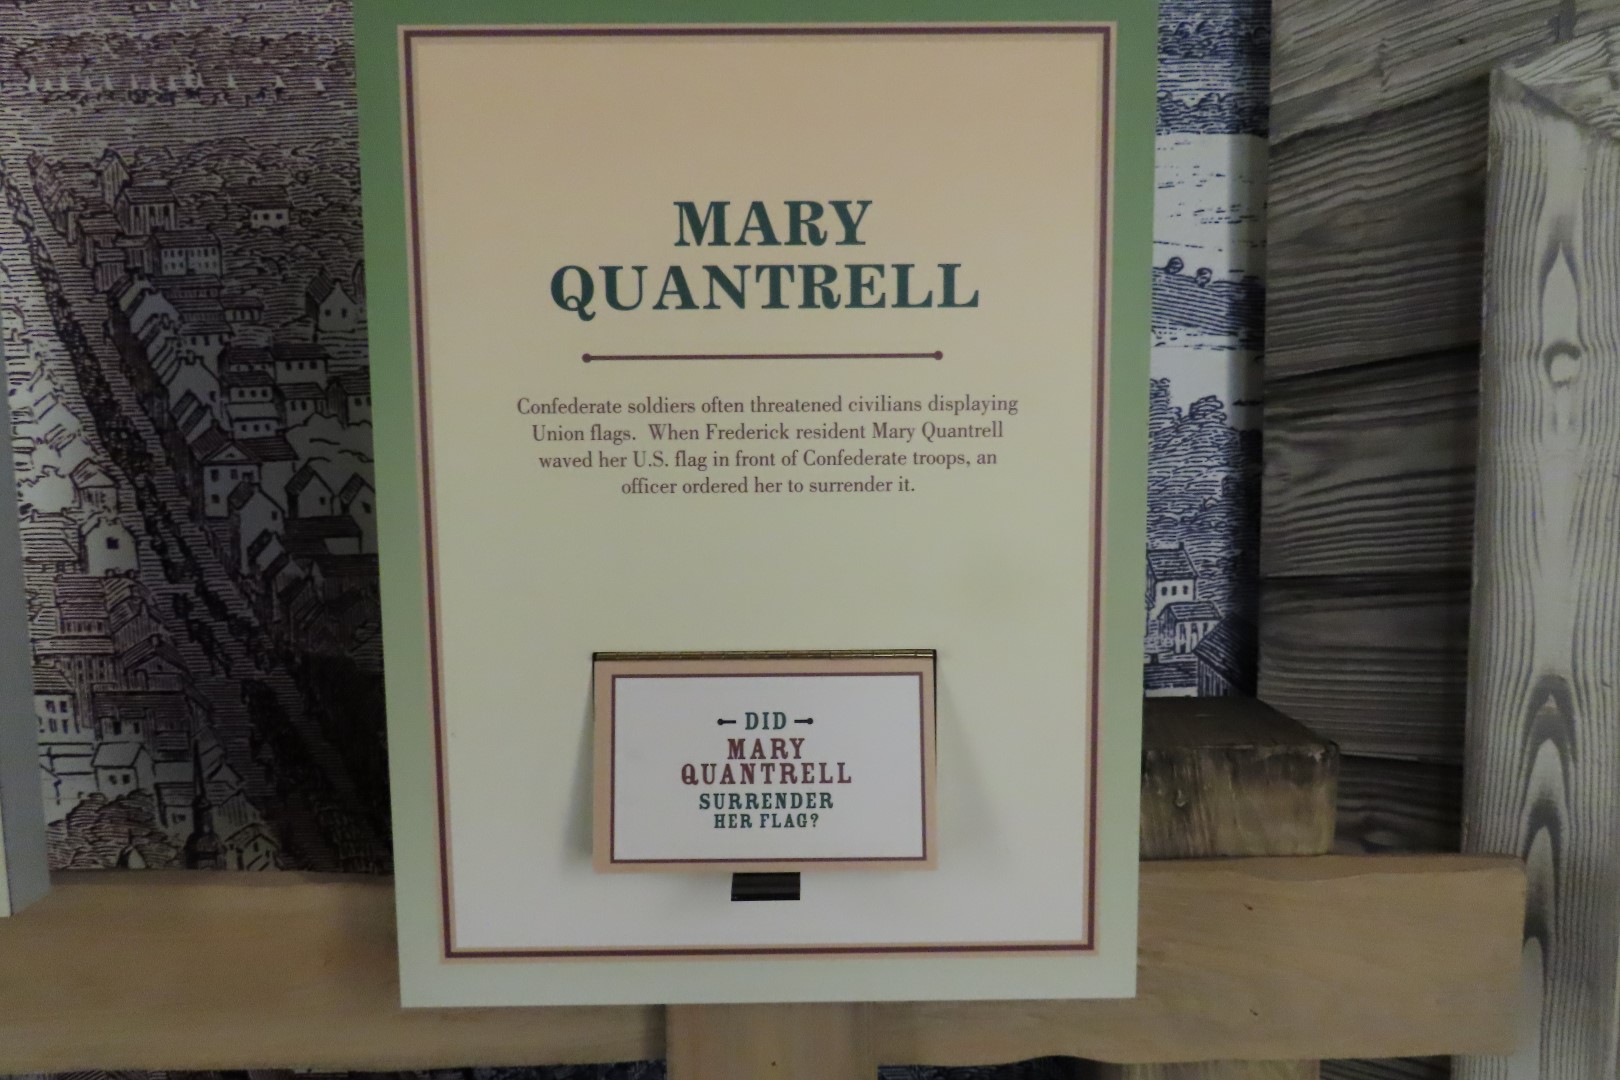 MARY
QUANTRELL
Confederate soldiers often threatened civilians displaying
Union flags.  When Frederick resident Mary Quantrell
waved her U.S. flag in front of Confederate troops, an
officer ordered her to surrender it.
DID
MARY
QUANTRELL
SURRENDER
HER FLAG?